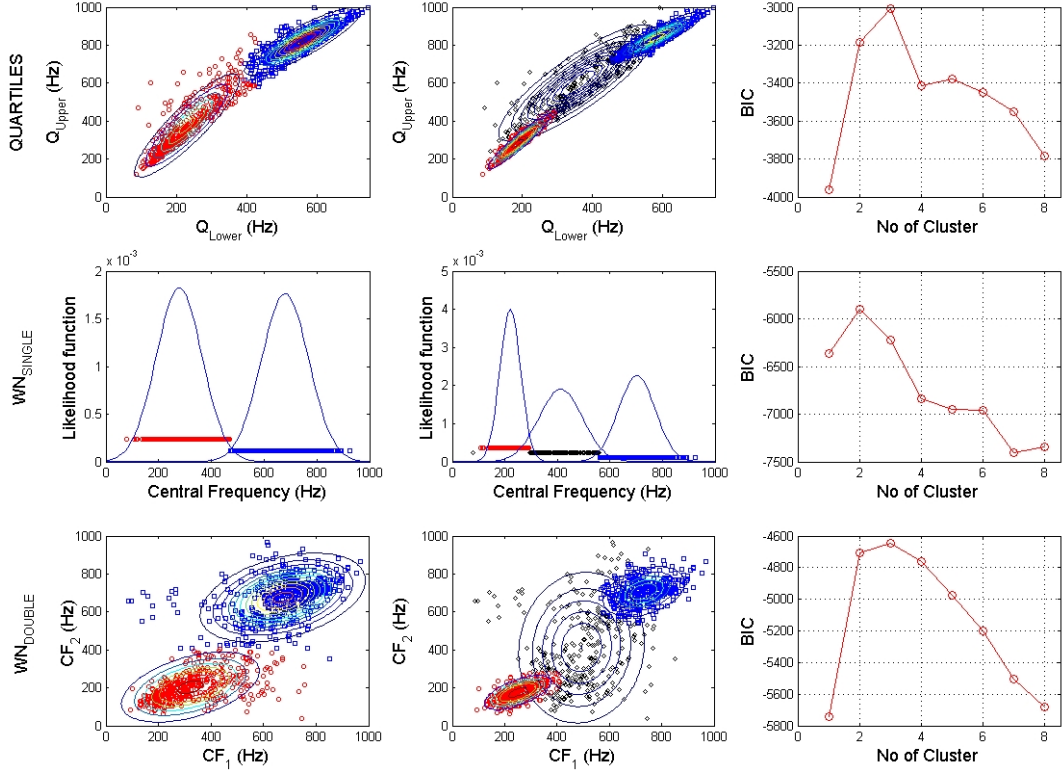 QUARTILES
Q_Upper (Hz)
1000
800
600
400
200
0
0 200 400 600
Q_Lower (Hz)
Q_Upper (Hz)
1000
800
600
400
200
0
0 200 400 600
Q_Lower (Hz)
BIC
-3000
-3200
-3400
-3600
-3800
-4000
0 2 4 6 8
No of Cluster
WN_SINGLE
Likelihood function
x 10^-3
2
1.5
1
0.5
0
0 200 400 600 800 1000
Central Frequency (Hz)
Likelihood function
x 10^-3
5
4
3
2
1
0
0 200 400 600 800 1000
Central Frequency (Hz)
BIC
-5500
-6000
-6500
-7000
-7500
0 2 4 6 8
No of Cluster
WN_DOUBLE
CF_2 (Hz)
1000
800
600
400
200
0
0 200 400 600 800 1000
CF_1 (Hz)
CF_2 (Hz)
1000
800
600
400
200
0
0 200 400 600 800 1000
CF_1 (Hz)
BIC
-4600
-4800
-5000
-5200
-5400
-5600
-5800
0 2 4 6 8
No of Cluster